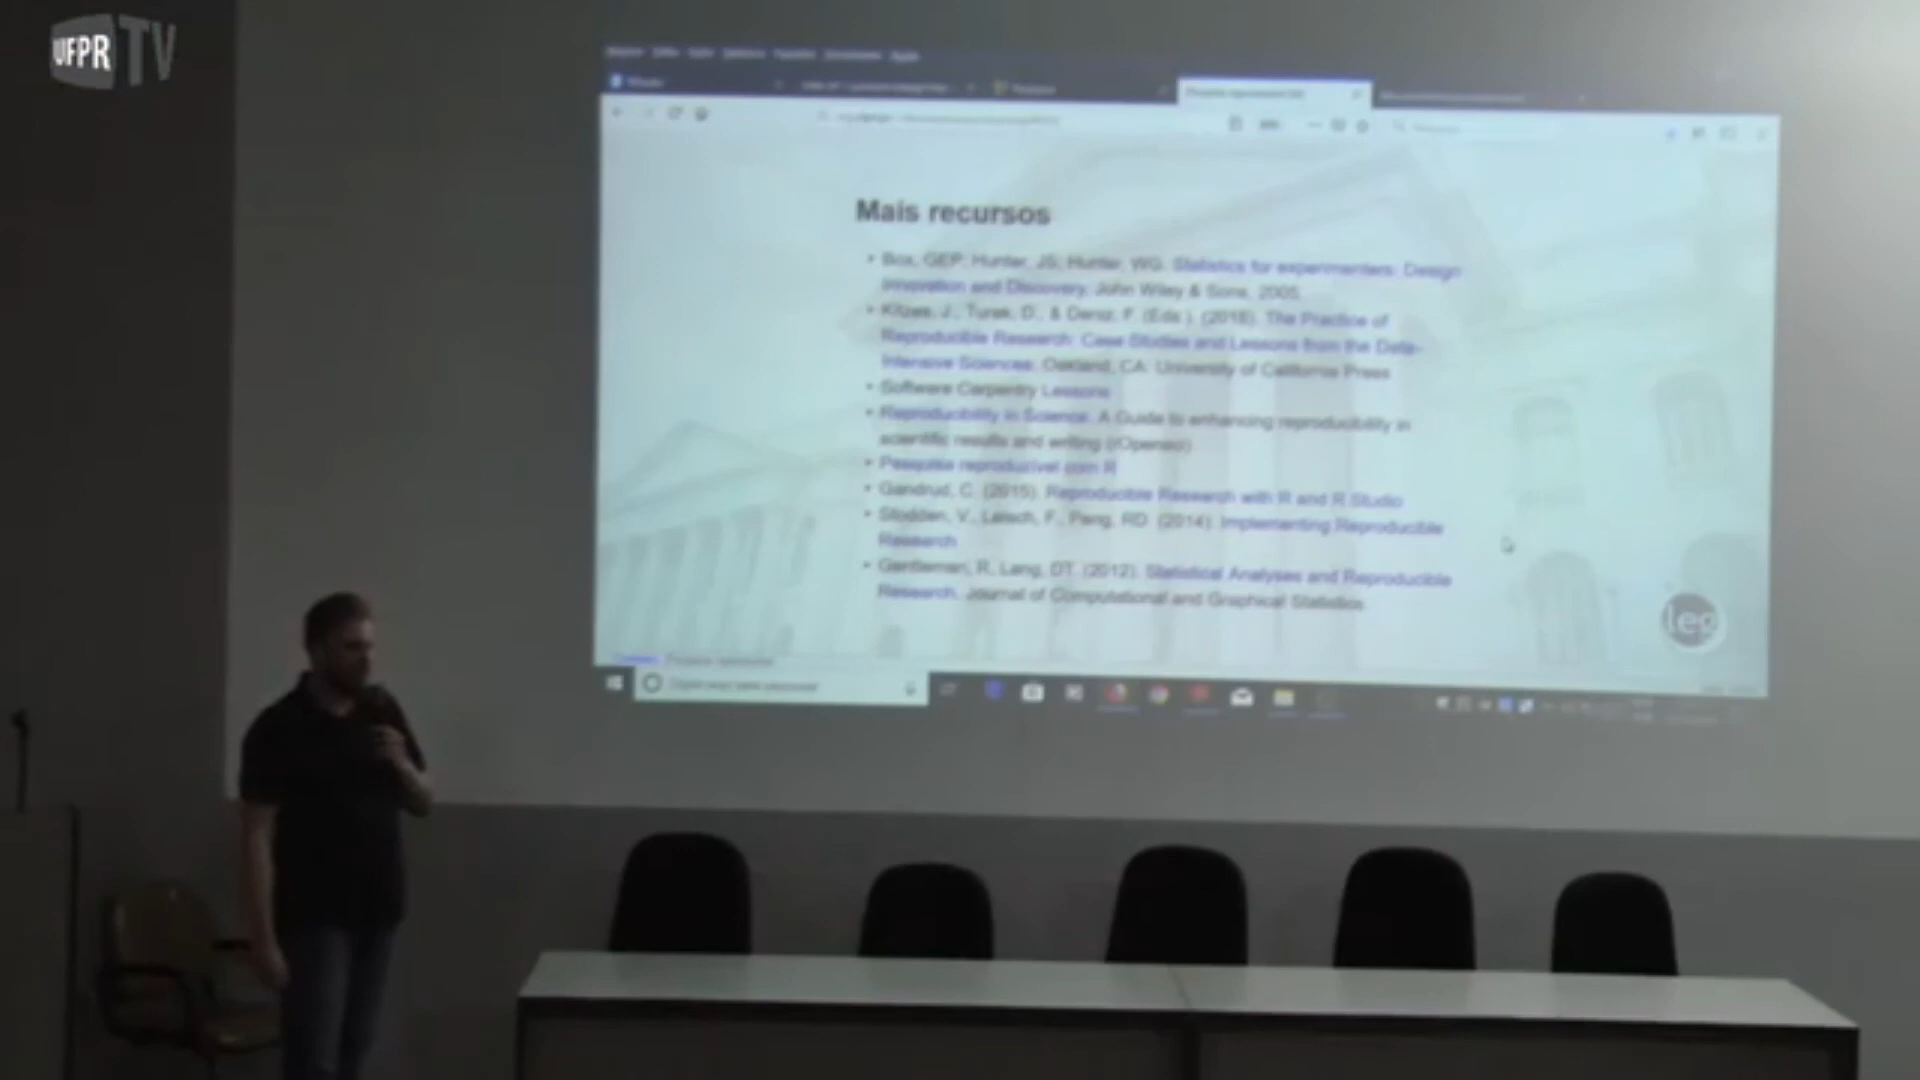 UFPR TV
Mais recursos
• Box, GEP; Hunter, JS; Hunter, WG. Statistics for experimenters: Design
Innovation and Discovery. John Wiley & Sons, 2005.
• Kitzes, J., Turek, D., & Deniz, F. (Eds.). (2018). The Practice of
Reproducible Research: Case Studies and Lessons from the Data-
Intensive Sciences. Oakland, CA: University of California Press
• Software Carpentry Lessons
• Reproducibility in Science: A Guide to enhancing reproducibility in
scientific results and writing (rOpensci)
• Pesquisa reproduzível com R
• Gandrud, C. (2015). Reproducible Research with R and R Studio
• Stodden, V., Leisch, F., Peng, RD. (2014). Implementing Reproducible
Research
• Gentleman, R, Lang, DT. (2012). Statistical Analyses and Reproducible
Research. Journal of Computational and Graphical Statistics
leg